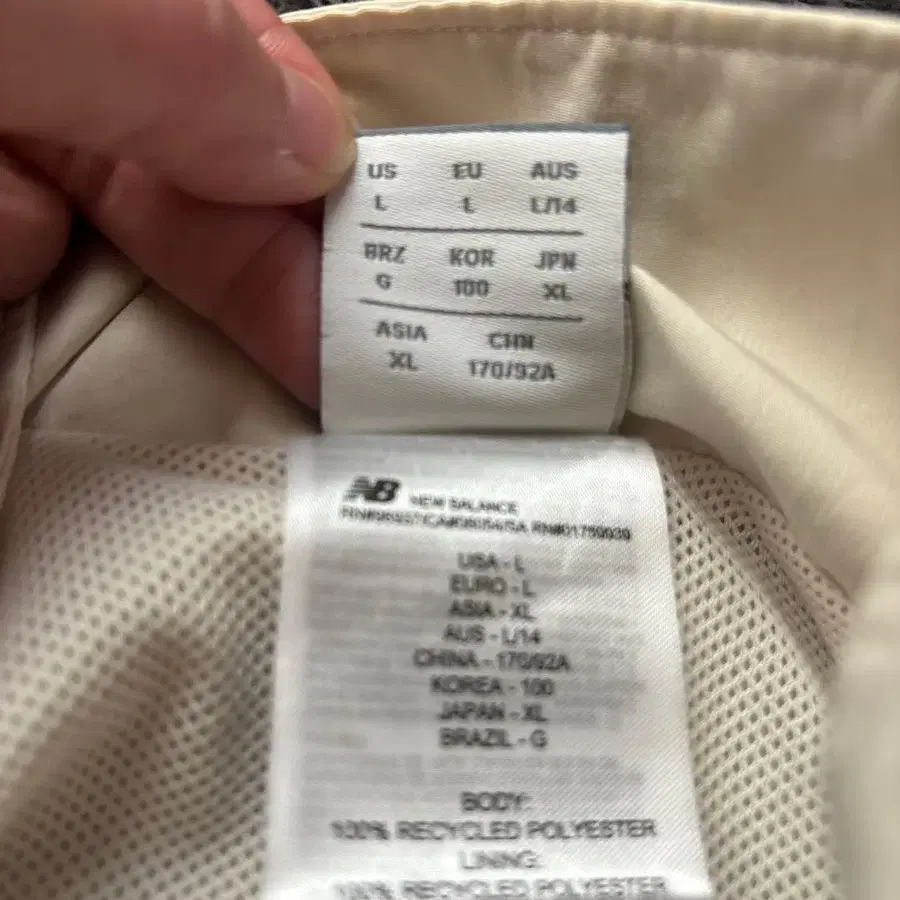 US EU AUS
L L L/14
BRZ KOR JPN
G 100 XL
ASIA CHN
XL 170/92A
NB NEW BALANCE
USA - L
EURO - L
ASIA - XL
AUS - L/14
CHINA - 170/92A
KOREA - 100
JAPAN - XL
BRAZIL - G
BODY:
100% RECYCLED POLYESTER
LINING:
100% RECYCLED POLYESTER